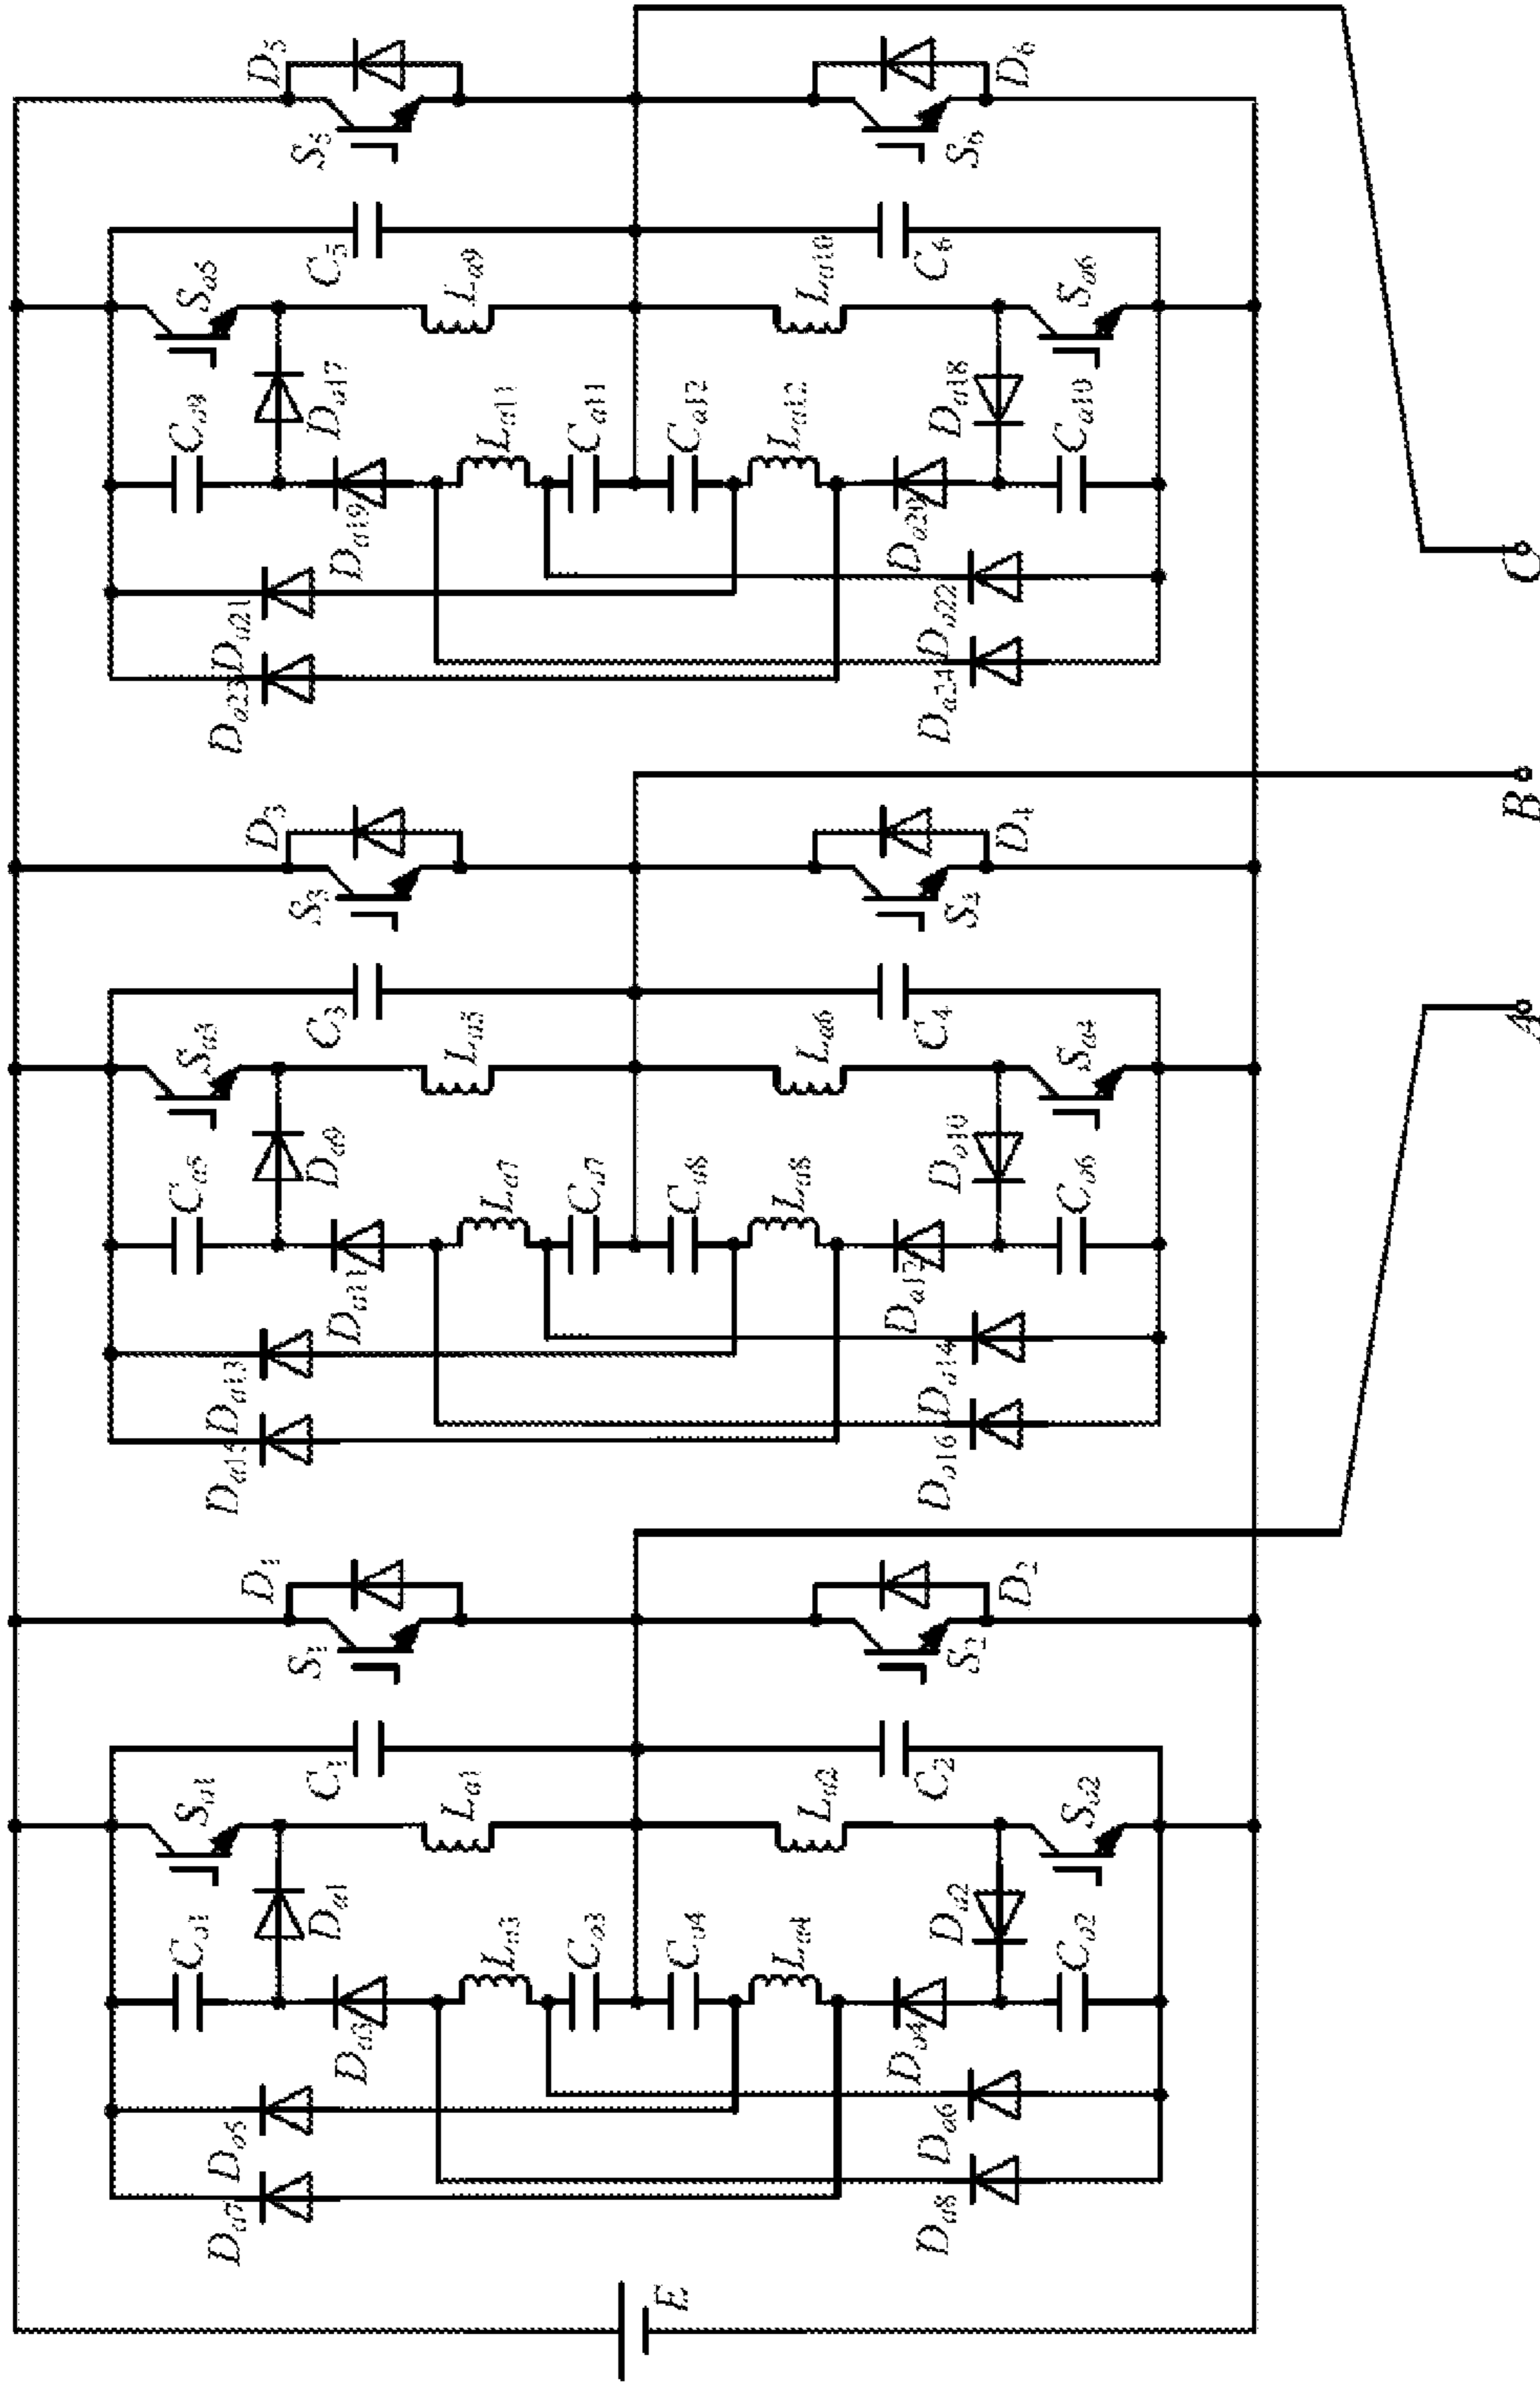 D5
S5
S6
D6
C5
C6
Sa5
La9
La10
Sa6
Ca9
Da17
La11
Ca11
Ca12
La12
Da18
Ca10
Da19
Da20
Da21
Da22
Da23
Da24
C
D3
S3
S4
D4
B
C3
C4
Sa3
La5
La6
Sa4
Ca5
Da9
La7
Ca7
Ca8
La8
Da10
Ca6
Da11
Da12
Da13
Da14
Da15
Da16
A
D1
S1
S2
D2
C1
C2
Sa1
La1
La2
Sa2
Ca1
Da1
La3
Ca3
Ca4
La4
Da2
Ca2
Da3
Da4
Da5
Da6
Da7
Da8
E